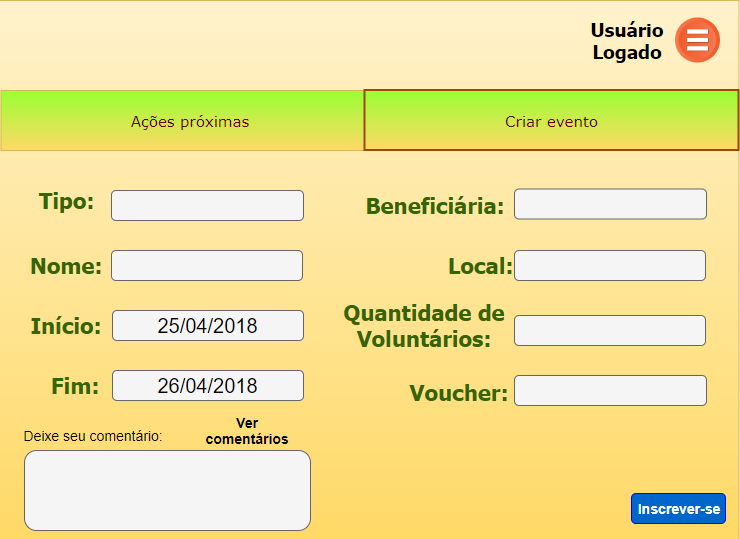 Usuário
Logado
Ações próximas
Criar evento
Tipo:
Beneficiária:
Nome:
Local:
Início:
25/04/2018
Quantidade de
Voluntários:
Fim:
26/04/2018
Voucher:
Deixe seu comentário:
Ver
comentários
Inscrever-se